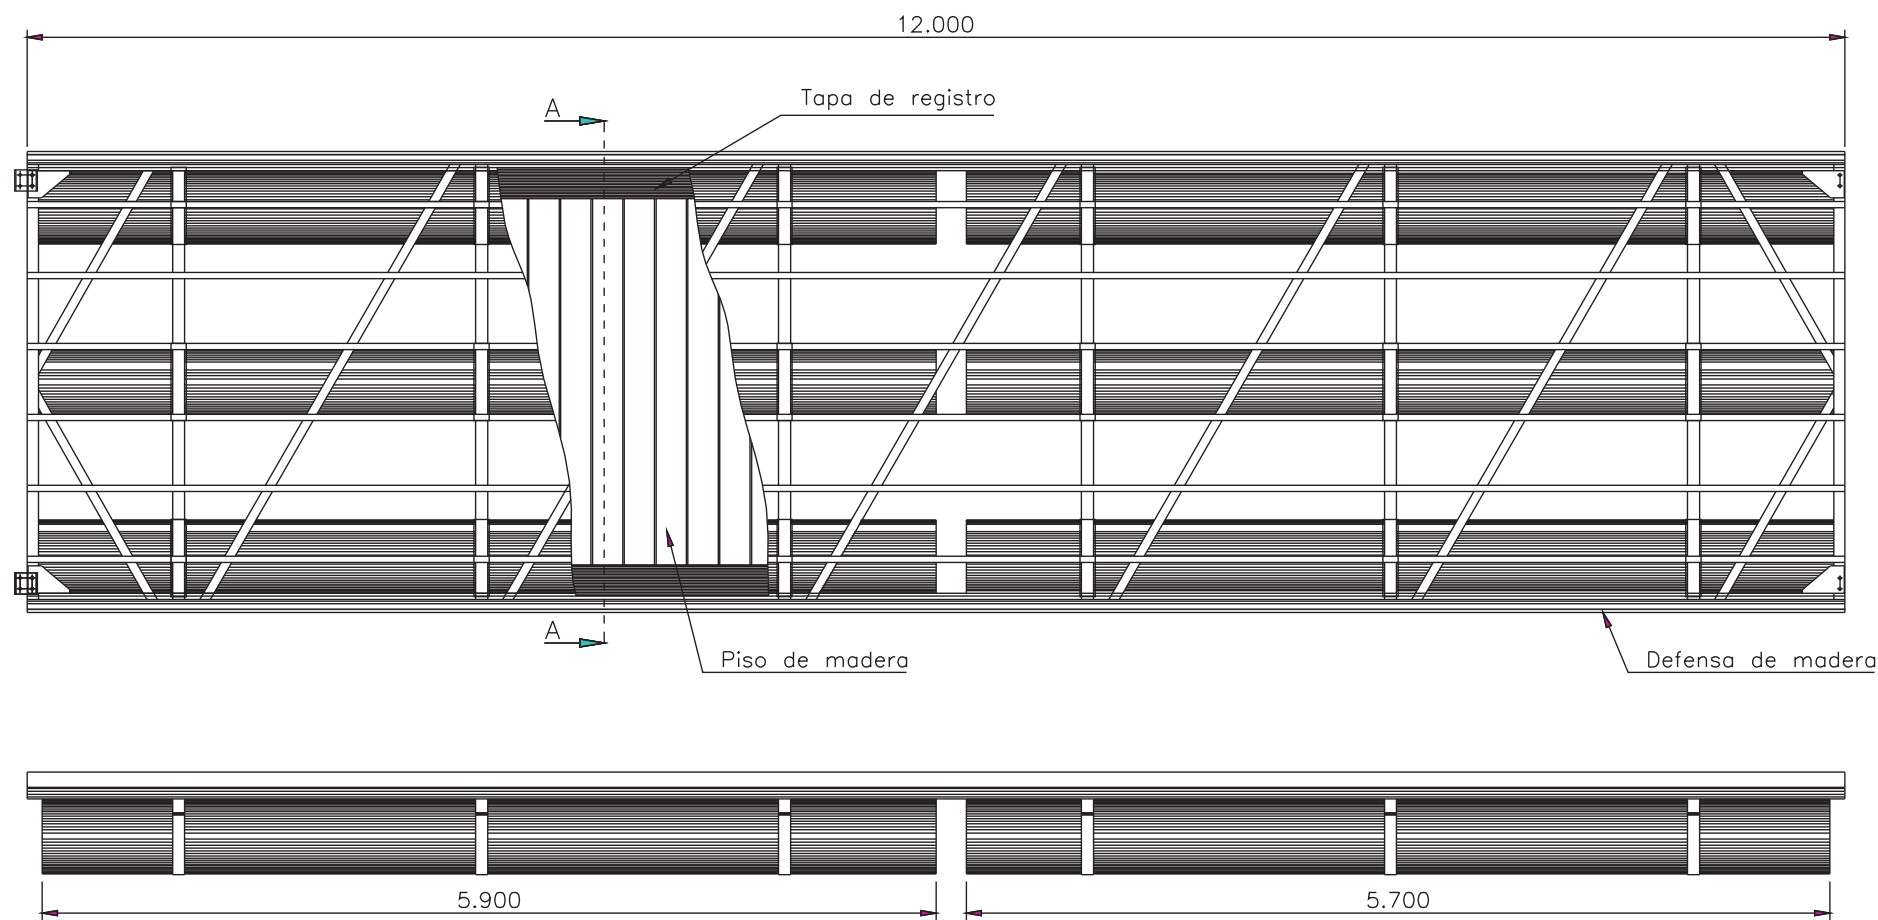 12.000
Tapa de registro
A
A
Piso de madera
Defensa de madera
5.900
5.700